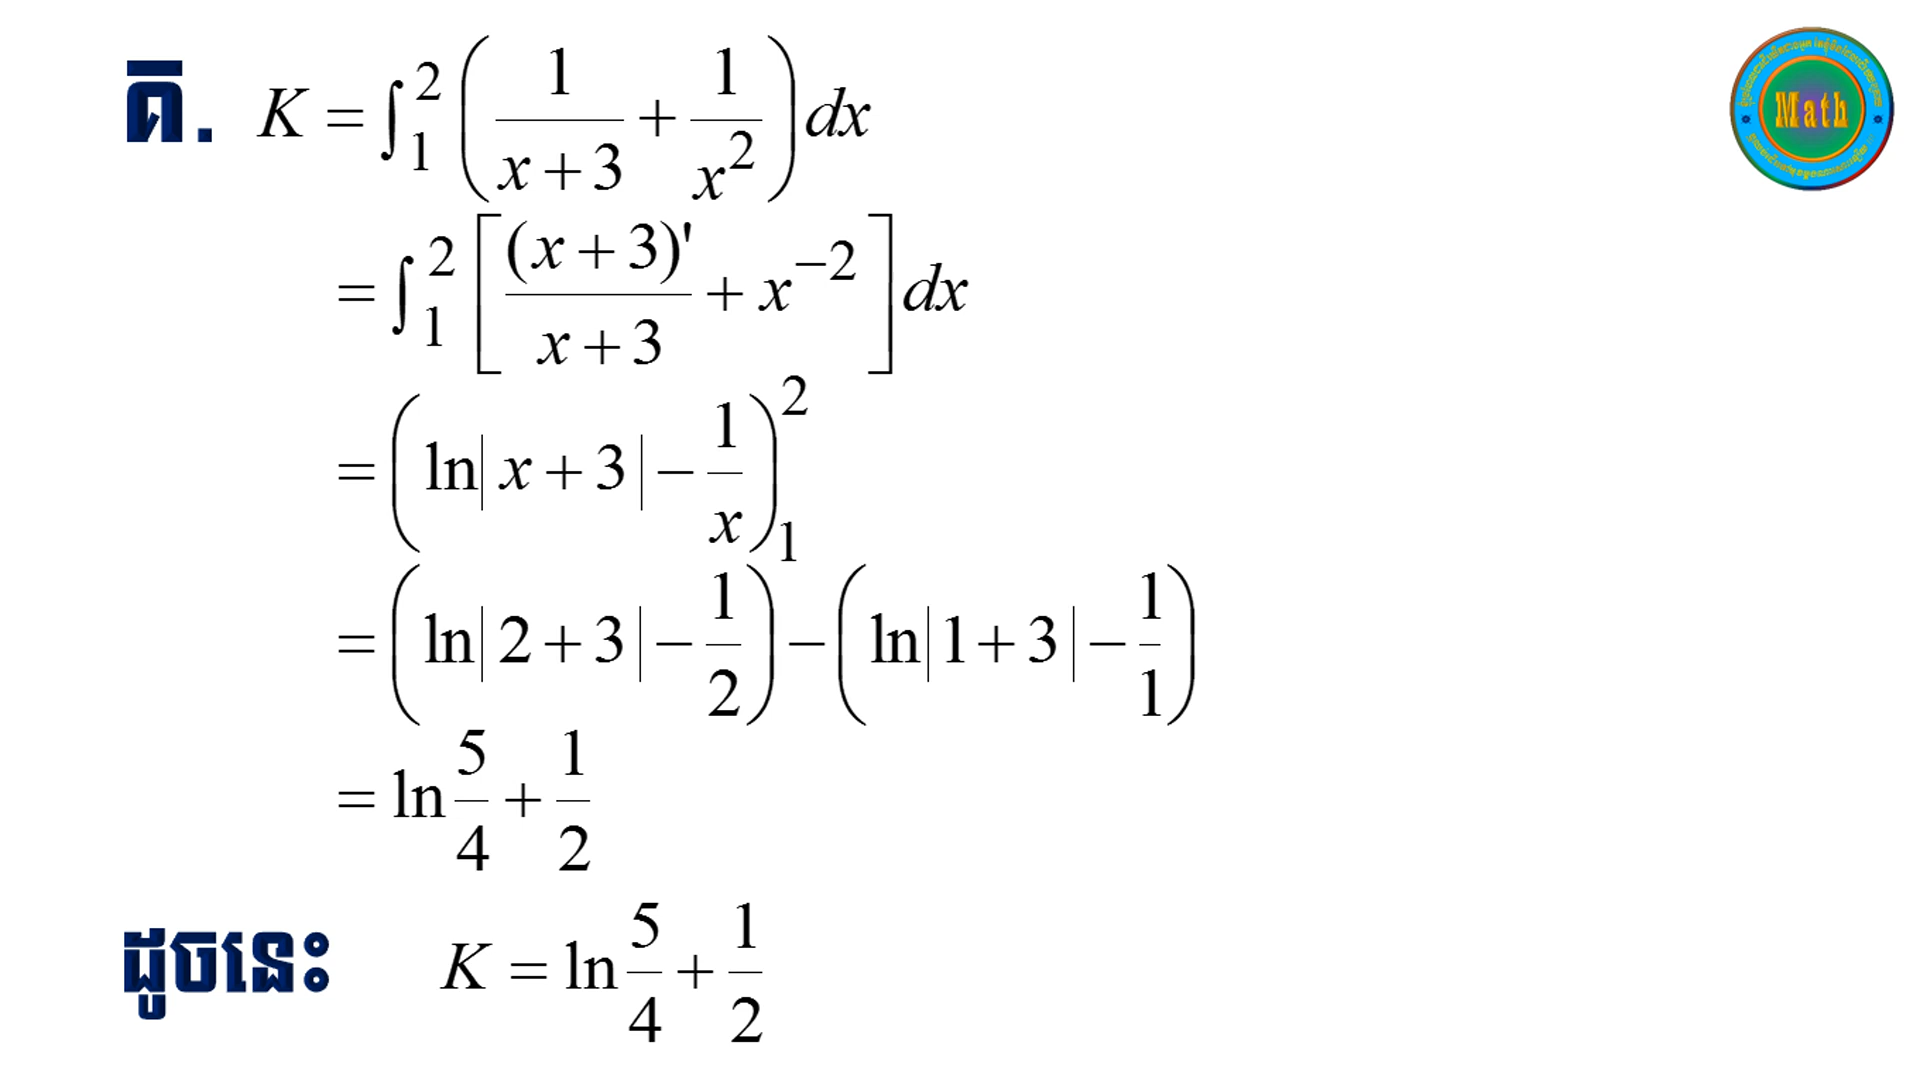 គ. K = ∫₁² (1/(x+3) + 1/x²) dx
= ∫₁² [(x+3)'/(x+3) + x⁻²] dx
= (ln|x+3| − 1/x)₁²
= (ln|2+3| − 1/2) − (ln|1+3| − 1/1)
= ln 5/4 + 1/2
ដូចនេះ K = ln 5/4 + 1/2
Math